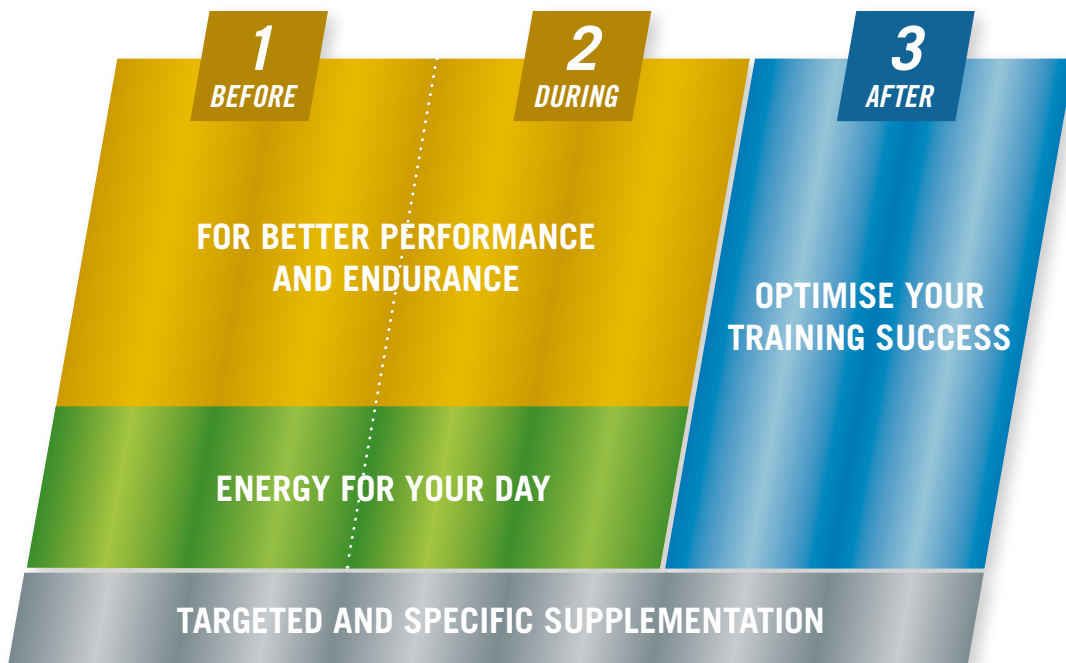 1
BEFORE
2
DURING
3
AFTER
FOR BETTER PERFORMANCE
AND ENDURANCE
OPTIMISE YOUR
TRAINING SUCCESS
ENERGY FOR YOUR DAY
TARGETED AND SPECIFIC SUPPLEMENTATION